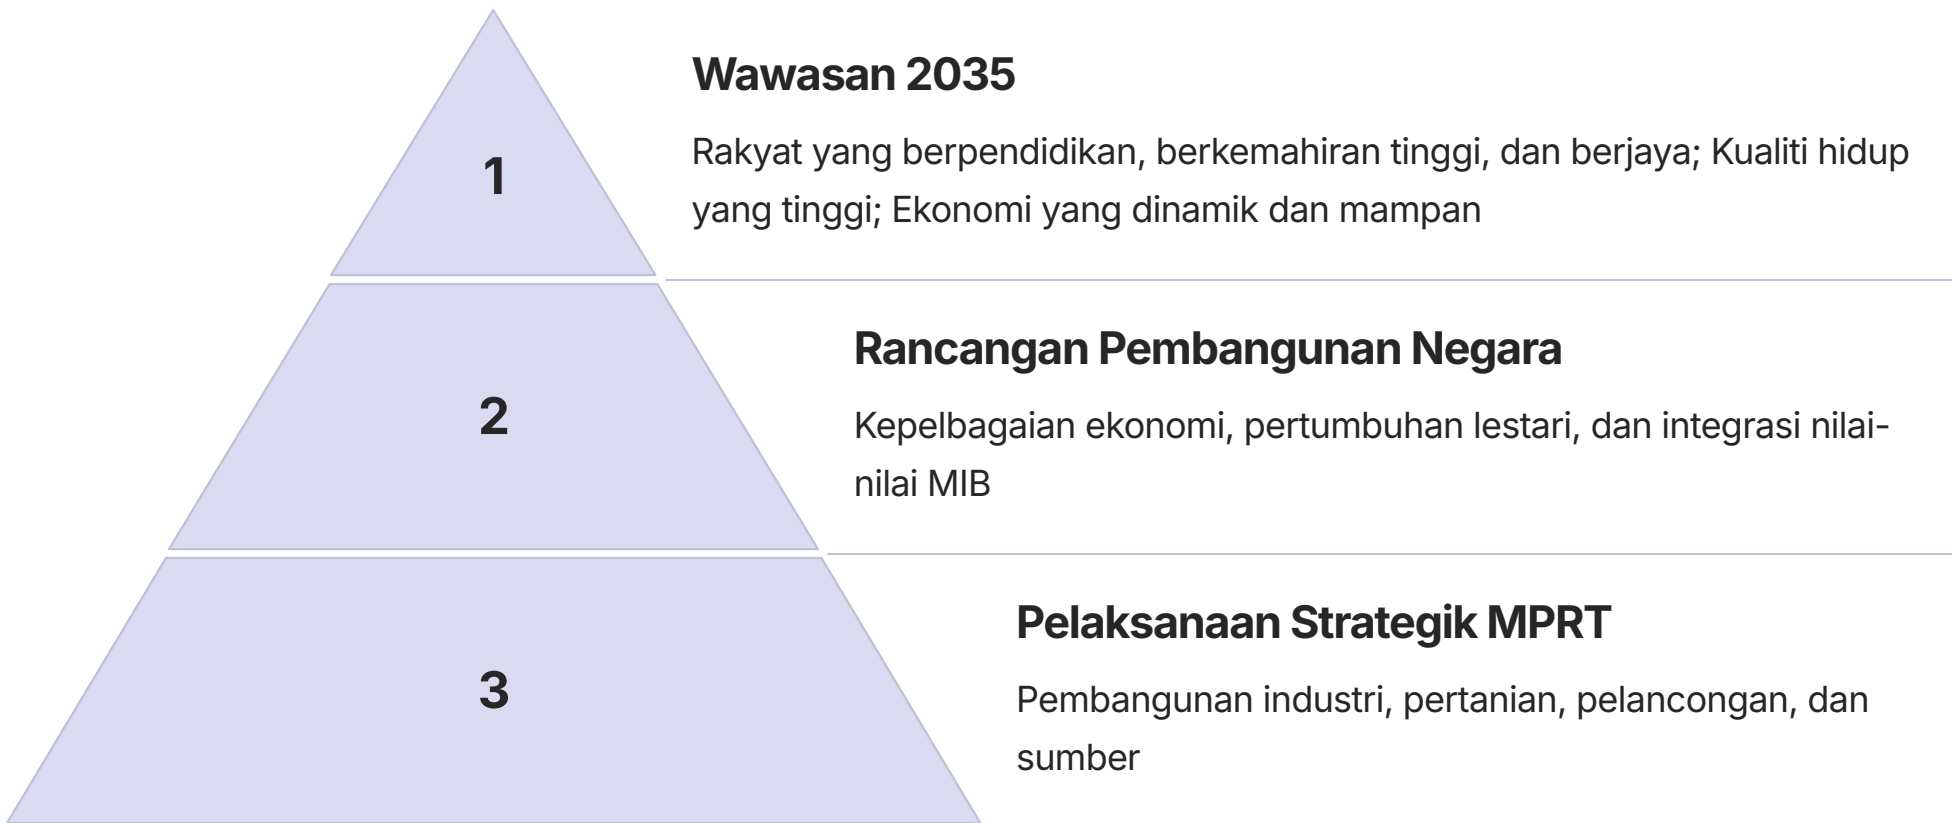 1
Wawasan 2035
Rakyat yang berpendidikan, berkemahiran tinggi, dan berjaya; Kualiti hidup
yang tinggi; Ekonomi yang dinamik dan mampan
2
Rancangan Pembangunan Negara
Kepelbagaian ekonomi, pertumbuhan lestari, dan integrasi nilai-
nilai MIB
3
Pelaksanaan Strategik MPRT
Pembangunan industri, pertanian, pelancongan, dan
sumber